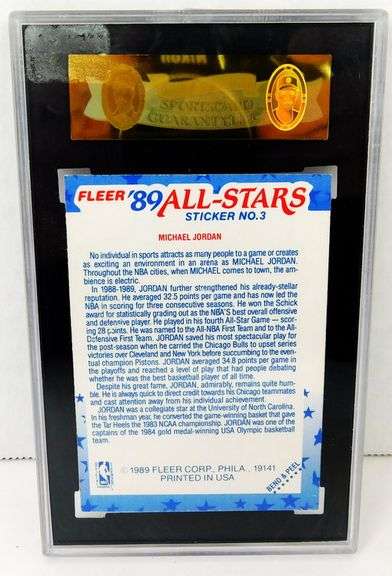 SPORTSCARD
GUARANTY LLC
FLEER '89 ALL-STARS
STICKER NO. 3
MICHAEL JORDAN
No individual in sports attracts as many people to a game or creates
as exciting an environment in an arena as MICHAEL JORDAN.
Throughout the NBA cities, when MICHAEL comes to town, the am-
bience is electric.
In 1988-1989, JORDAN further strengthened his already-stellar
reputation. He averaged 32.5 points per game and has now led the
NBA in scoring for three consecutive seasons. He won the Schick
award for statistically grading out as the NBA'S best overall offensive
and defensive player. He played in his fourth All-Star Game — scor-
ing 28 points. He was named to the All-NBA First Team and to the All-
Defensive First Team. JORDAN saved his most spectacular play for
the post-season when he carried the Chicago Bulls to upset series
victories over Cleveland and New York before succumbing to the even-
tual champion Pistons. JORDAN averaged 34.8 points per game in
the playoffs and reached a level of play that had people debating
whether he was the best basketball player of all time.
Despite his great fame, JORDAN, admirably, remains quite hum-
ble. He is always quick to direct credit towards his Chicago teammates
and cast attention away from his individual achievement.
JORDAN was a collegiate star at the University of North Carolina.
In his freshman year, he converted the game-winning basket that gave
the Tar Heels the 1983 NCAA championship. JORDAN was one of the
captains of the 1984 gold medal-winning USA Olympic basketball
team.
NBA
© 1989 FLEER CORP., PHILA., 19141
PRINTED IN USA
BEND & PEEL